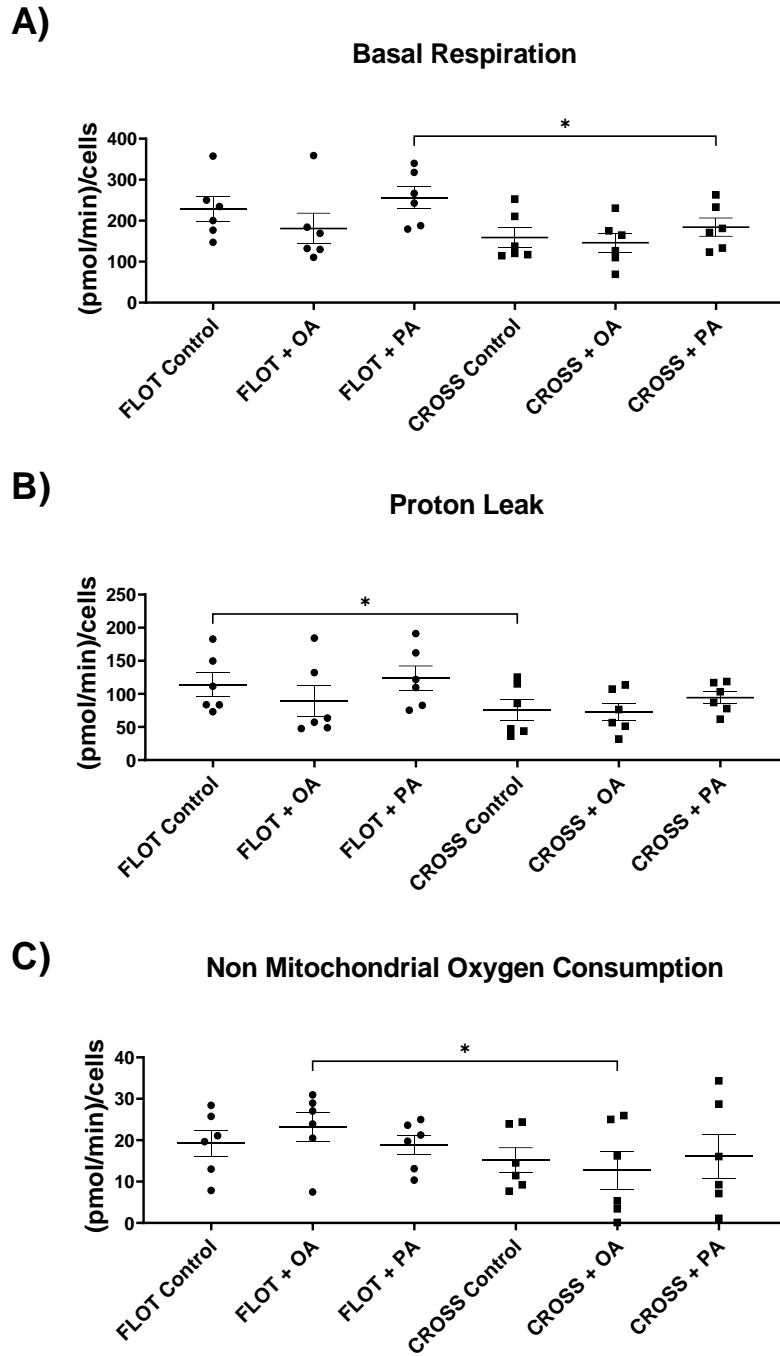 A)
Basal Respiration
(pmol/min)/cells
400
300
200
100
0
*
FLOT Control
FLOT + OA
FLOT + PA
CROSS Control
CROSS + OA
CROSS + PA
B)
Proton Leak
(pmol/min)/cells
250
200
150
100
50
0
*
FLOT Control
FLOT + OA
FLOT + PA
CROSS Control
CROSS + OA
CROSS + PA
C)
Non Mitochondrial Oxygen Consumption
(pmol/min)/cells
40
30
20
10
0
*
FLOT Control
FLOT + OA
FLOT + PA
CROSS Control
CROSS + OA
CROSS + PA